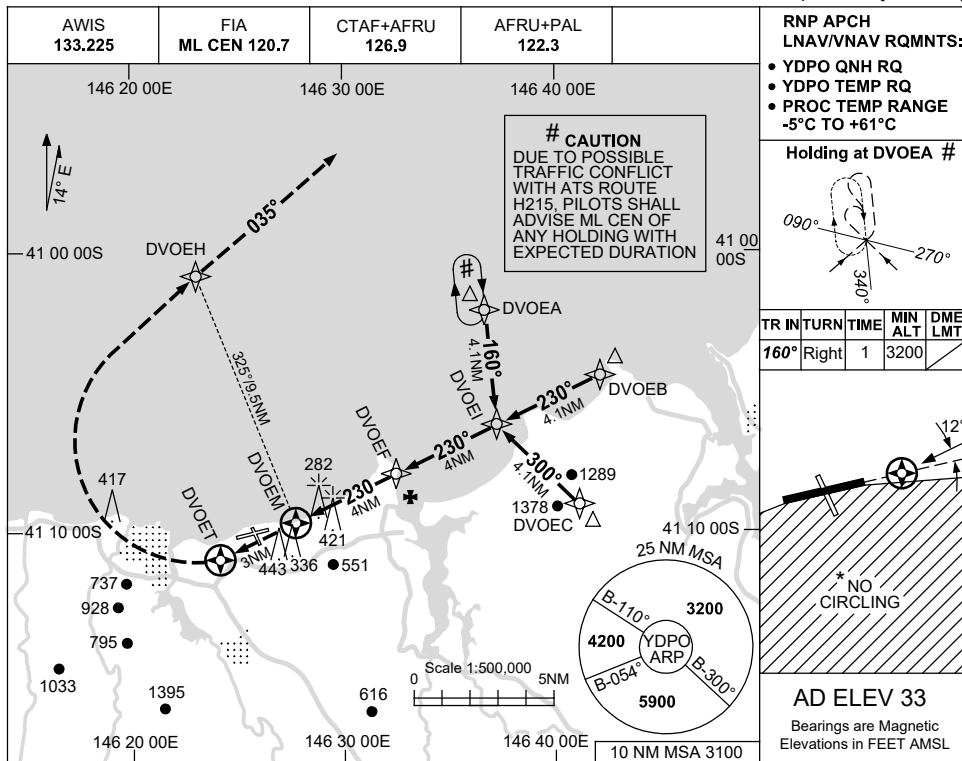 AWIS
133.225
FIA
ML CEN 120.7
CTAF+AFRU
126.9
AFRU+PAL
122.3
RNP APCH
LNAV/VNAV RQMNTS:
• YDPO QNH RQ
• YDPO TEMP RQ
• PROC TEMP RANGE
-5°C TO +61°C
146 20 00E
146 30 00E
146 40 00E
14° E
# CAUTION
DUE TO POSSIBLE
TRAFFIC CONFLICT
WITH ATS ROUTE
H215, PILOTS SHALL
ADVISE ML CEN OF
ANY HOLDING WITH
EXPECTED DURATION
Holding at DVOEA #
090°
270°
340°
035°
DVOEH
41 00 00S
41 00
00S
#
DVOEA
TR IN
TURN
TIME
MIN
ALT
DME
LMT
160°
Right
1
3200
160°
4.1NM
325°/9.5NM
DVOEI
DVOEB
230°
4.1NM
DVOEF
230°
4NM
300°
4.1NM
12°
DVOEM
230
4NM
282
1289
417
1378
DVOEC
DVOET
421
41 10 00S
41 10 00S
3NM
443
336
551
25 NM MSA
737
928
795
1033
1395
616
B-110°
3200
4200
YDPO
ARP
B-054°
B-300°
5900
* NO
CIRCLING
Scale 1:500,000
0
5NM
AD ELEV 33
Bearings are Magnetic
Elevations in FEET AMSL
146 20 00E
146 30 00E
146 40 00E
10 NM MSA 3100